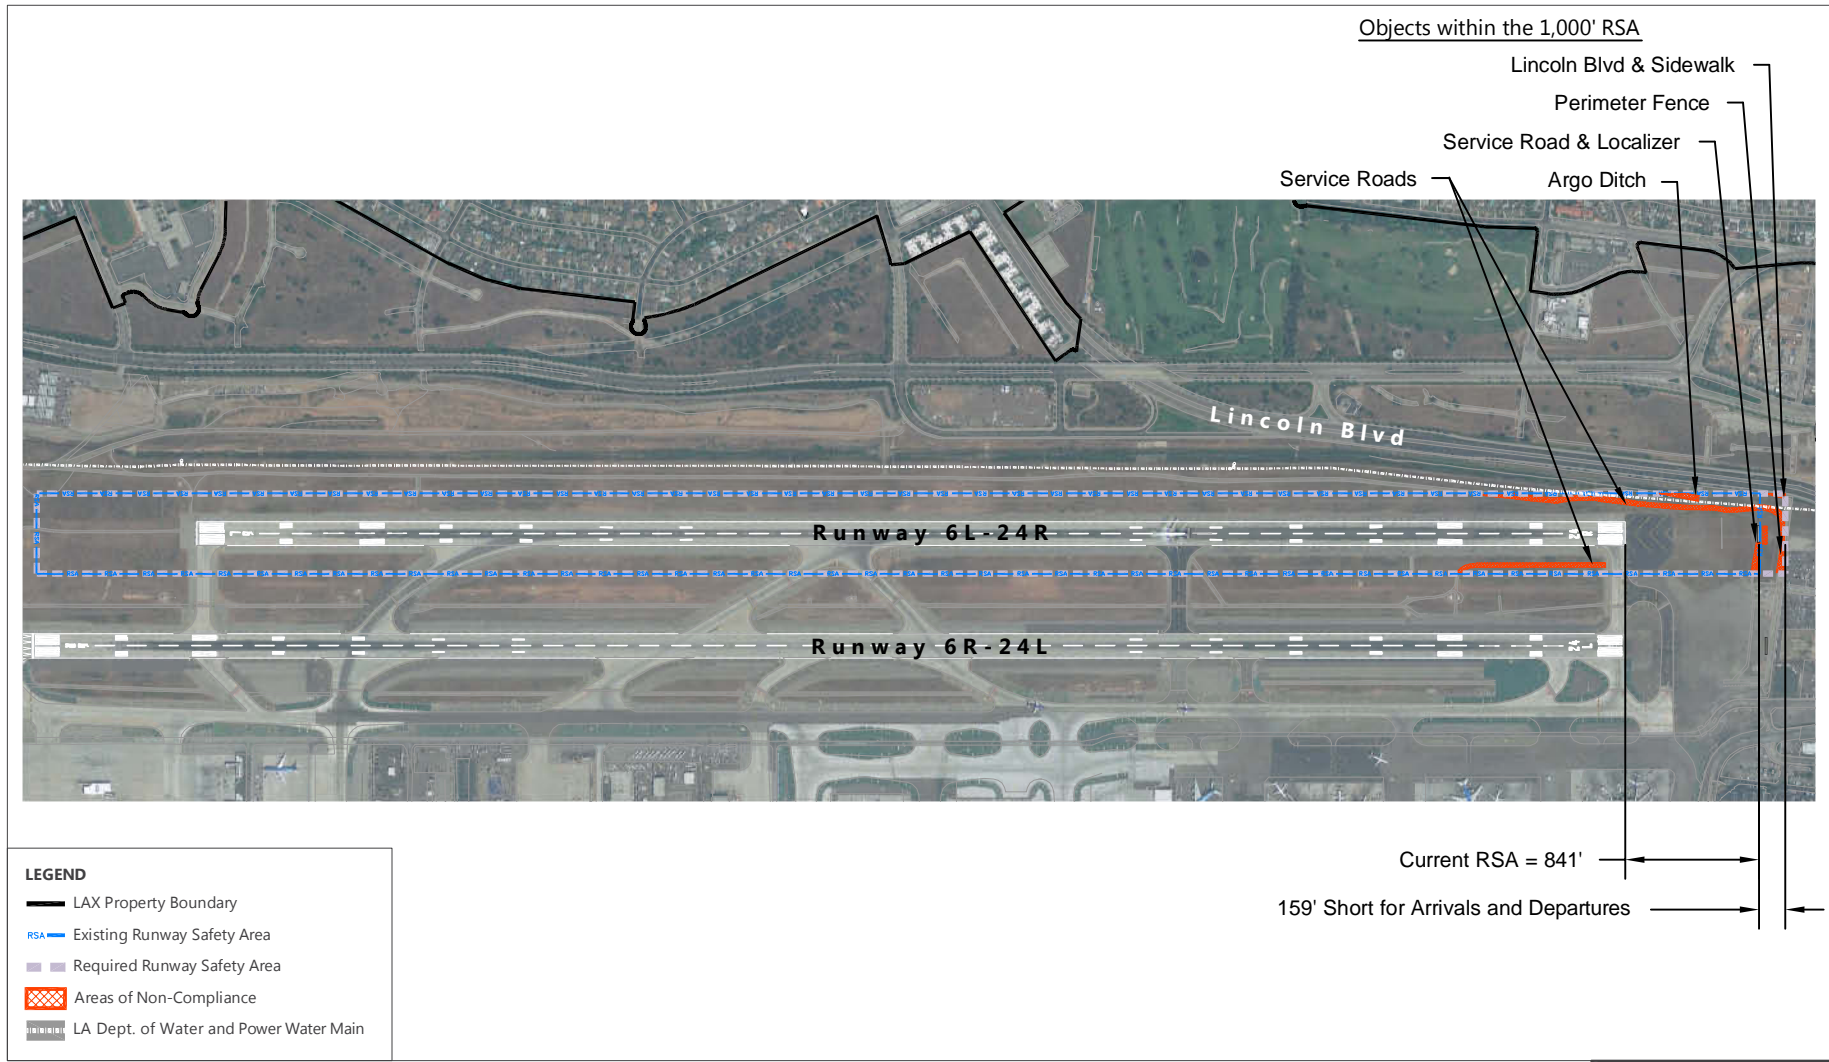 Objects within the 1,000' RSA
Lincoln Blvd & Sidewalk
Perimeter Fence
Service Road & Localizer
Service Roads
Argo Ditch
Lincoln Blvd
Runway 6L-24R
Runway 6R-24L
24
L
Current RSA = 841'
159' Short for Arrivals and Departures
LEGEND
LAX Property Boundary
RSA Existing Runway Safety Area
Required Runway Safety Area
Areas of Non-Compliance
LA Dept. of Water and Power Water Main